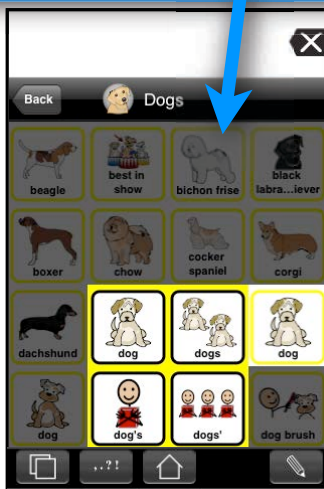 Back
Dogs
beagle
best in
show
bichon frise
black
labra...iever
boxer
chow
cocker
spaniel
corgi
dachshund
dog
dogs
dog
dog
dog's
dogs'
dog brush
,.?!